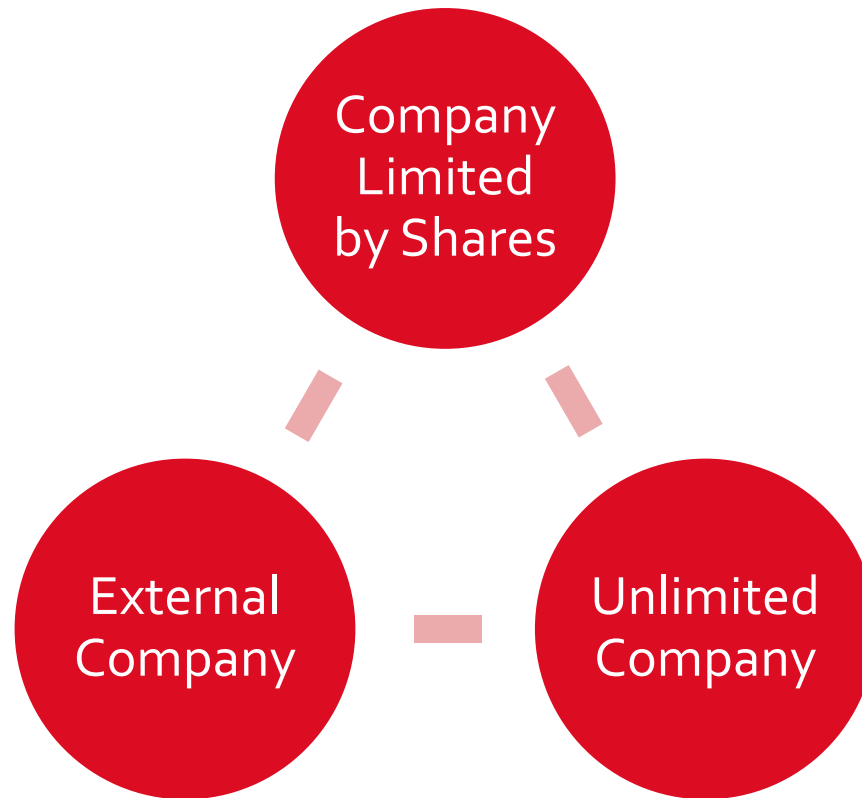 Company
Limited
by Shares
External
Company
Unlimited
Company